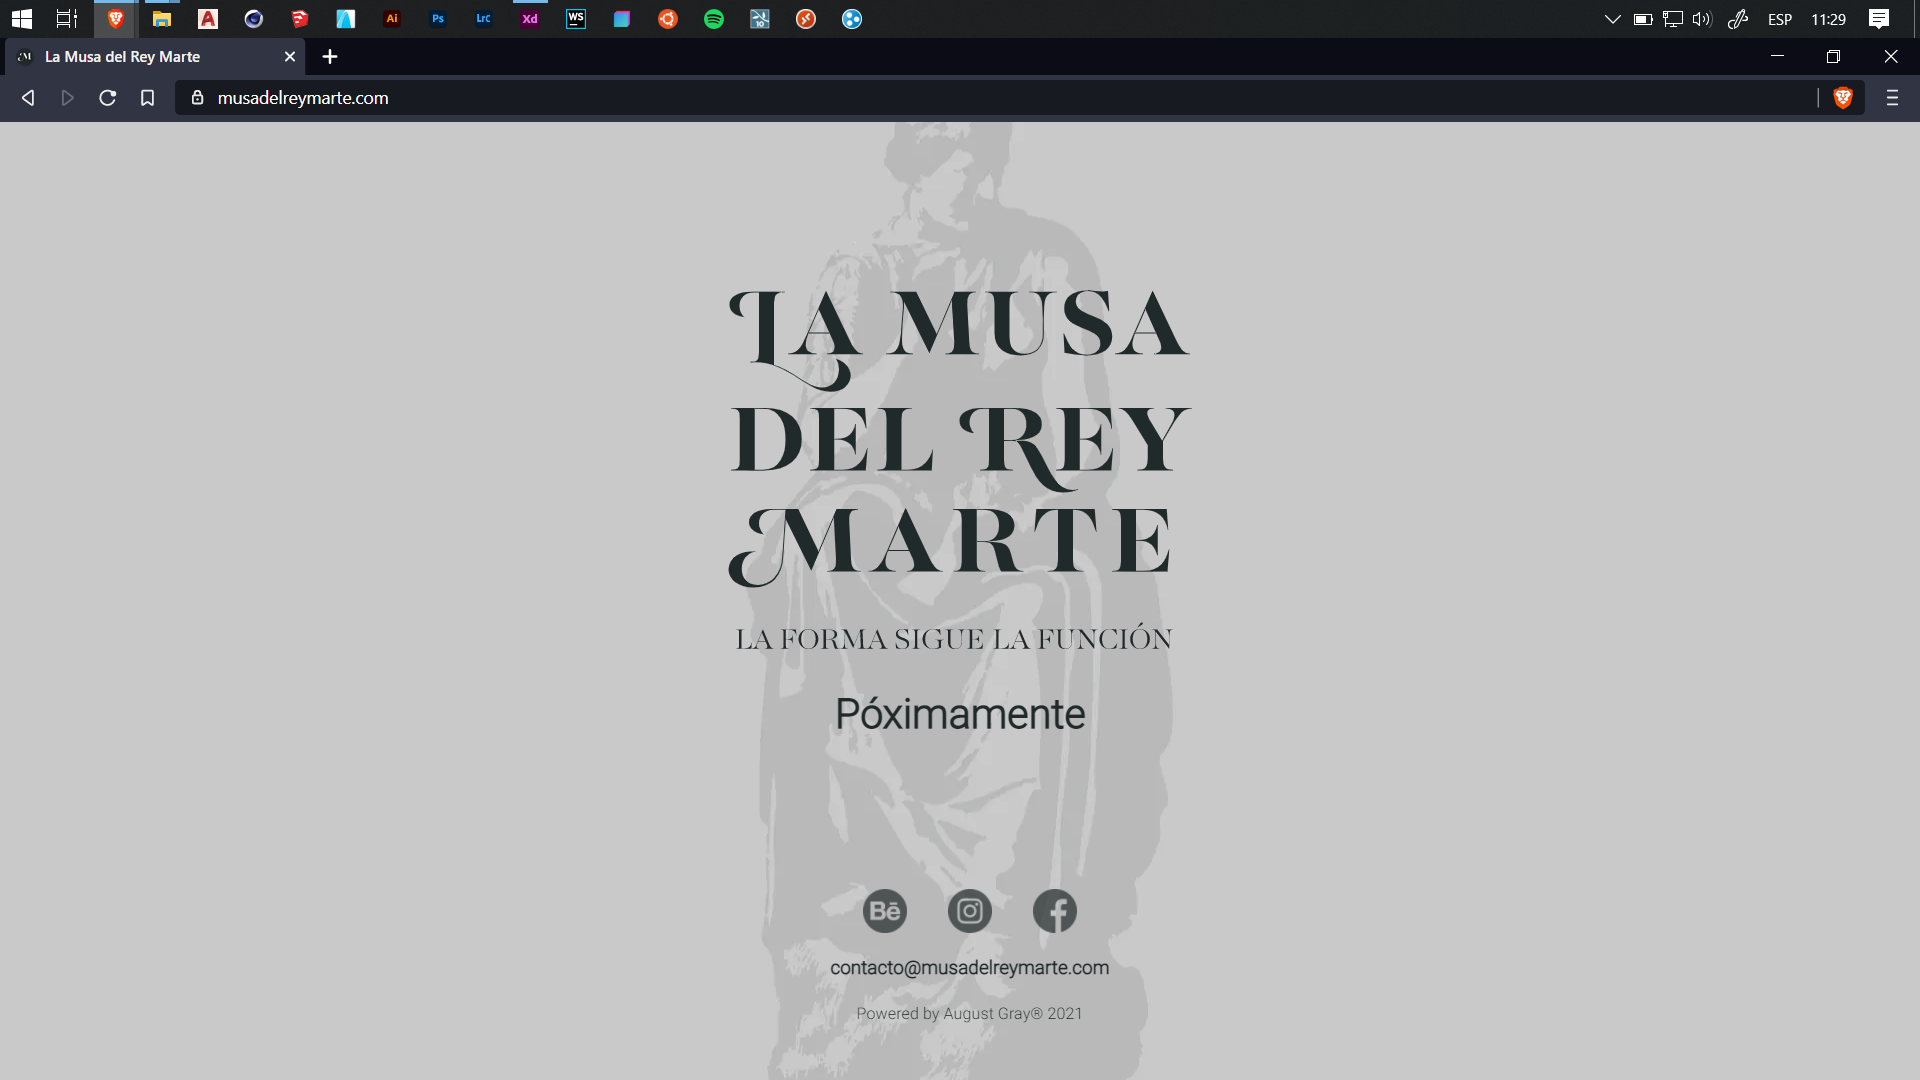 Ai
Ps
LrC
Xd
WS
10
ESP
11:29
M
La Musa del Rey Marte
musadelreymarte.com
LA MUSA
DEL REY
MARTE
LA FORMA SIGUE LA FUNCIÓN
Póximamente
Bē
contacto@musadelreymarte.com
Powered by August Gray® 2021